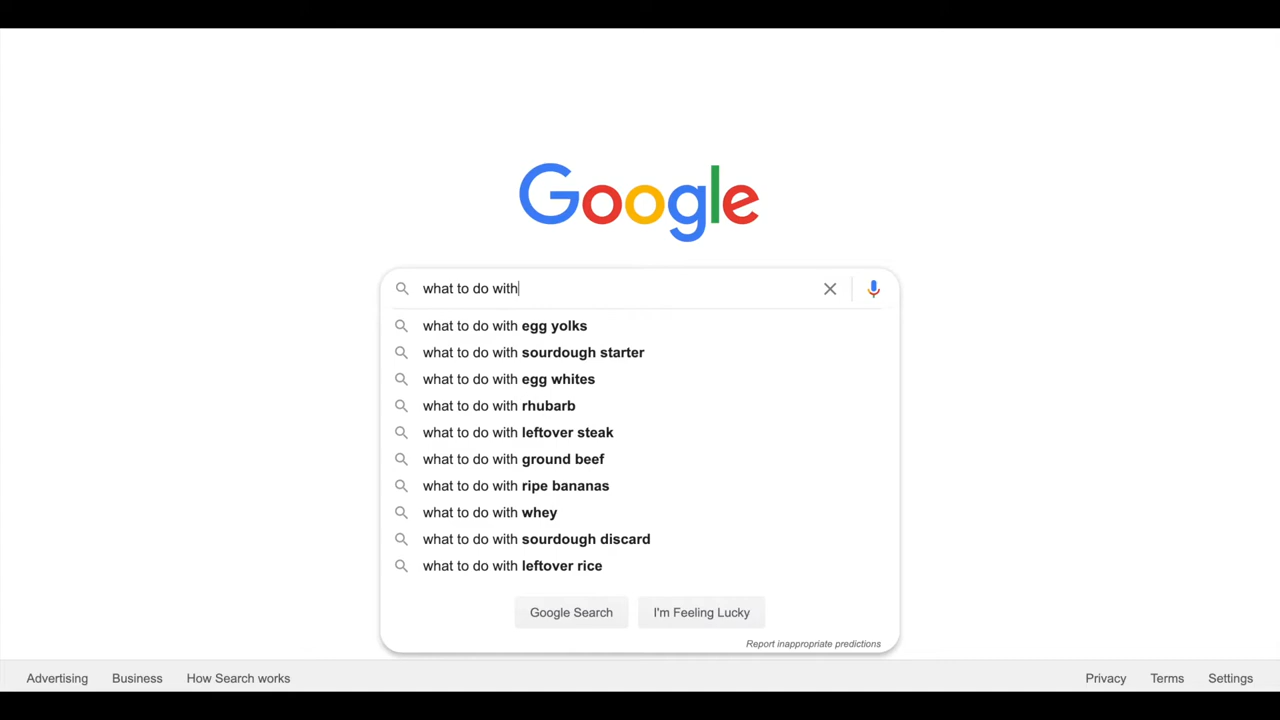 Google
what to do with
what to do with egg yolks
what to do with sourdough starter
what to do with egg whites
what to do with rhubarb
what to do with leftover steak
what to do with ground beef
what to do with ripe bananas
what to do with whey
what to do with sourdough discard
what to do with leftover rice
Google Search I'm Feeling Lucky
Report inappropriate predictions
Advertising Business How Search works Privacy Terms Settings